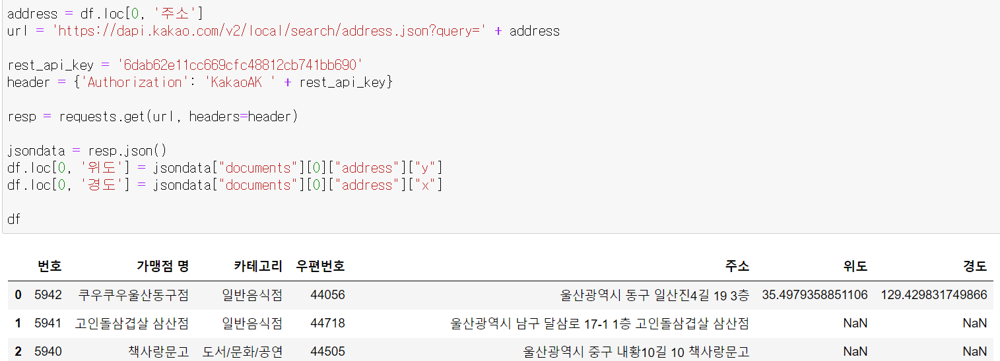 address = df.loc[0, '주소']
url = 'https://dapi.kakao.com/v2/local/search/address.json?query=' + address
rest_api_key = '6dab62e11cc669cfc48812cb741bb690'
header = {'Authorization': 'KakaoAK ' + rest_api_key}
resp = requests.get(url, headers=header)
jsondata = resp.json()
df.loc[0, '위도'] = jsondata["documents"][0]["address"]["y"]
df.loc[0, '경도'] = jsondata["documents"][0]["address"]["x"]
df
번호 가맹점 명 카테고리 우편번호 주소 위도 경도
0 5942 쿠우쿠우울산동구점 일반음식점 44056 울산광역시 동구 일산진4길 19 3층 35.4979358851106 129.429831749866
1 5941 고인돌삼겹살 삼산점 일반음식점 44718 울산광역시 남구 달삼로 17-1 1층 고인돌삼겹살 삼산점 NaN NaN
2 5940 책사랑문고 도서/문화/공연 44505 울산광역시 중구 내황10길 10 책사랑문고 NaN NaN